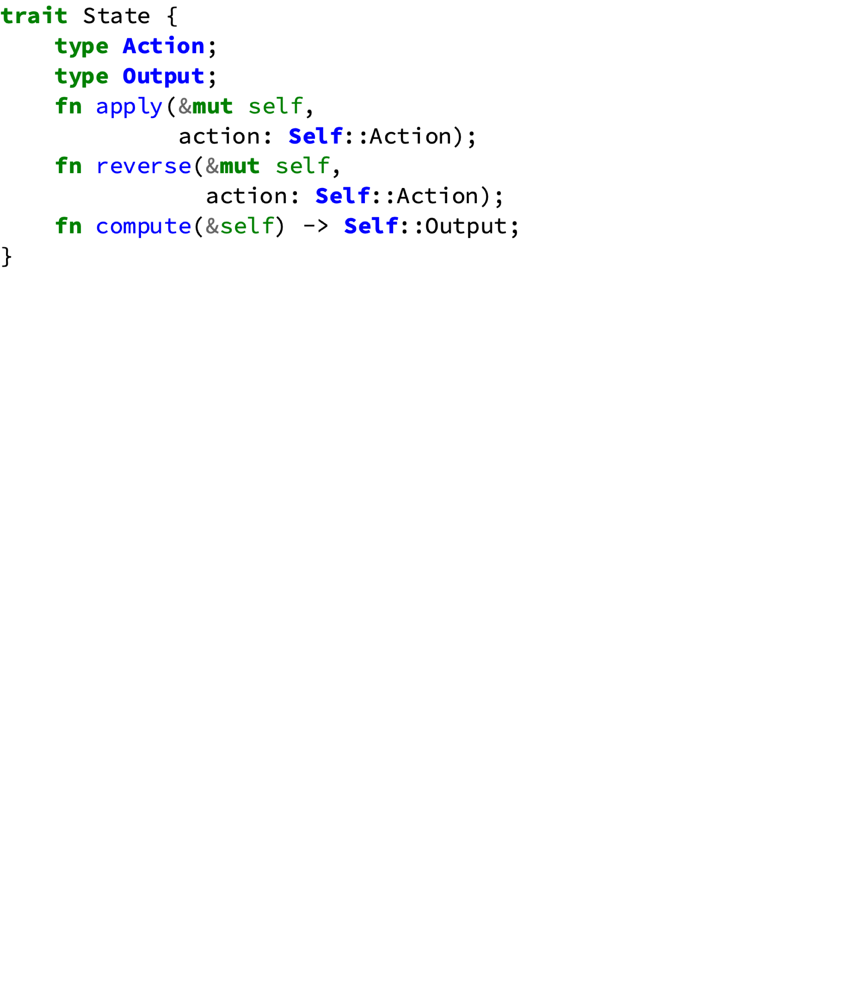 trait State {
    type Action;
    type Output;
    fn apply(&mut self,
             action: Self::Action);
    fn reverse(&mut self,
               action: Self::Action);
    fn compute(&self) -> Self::Output;
}